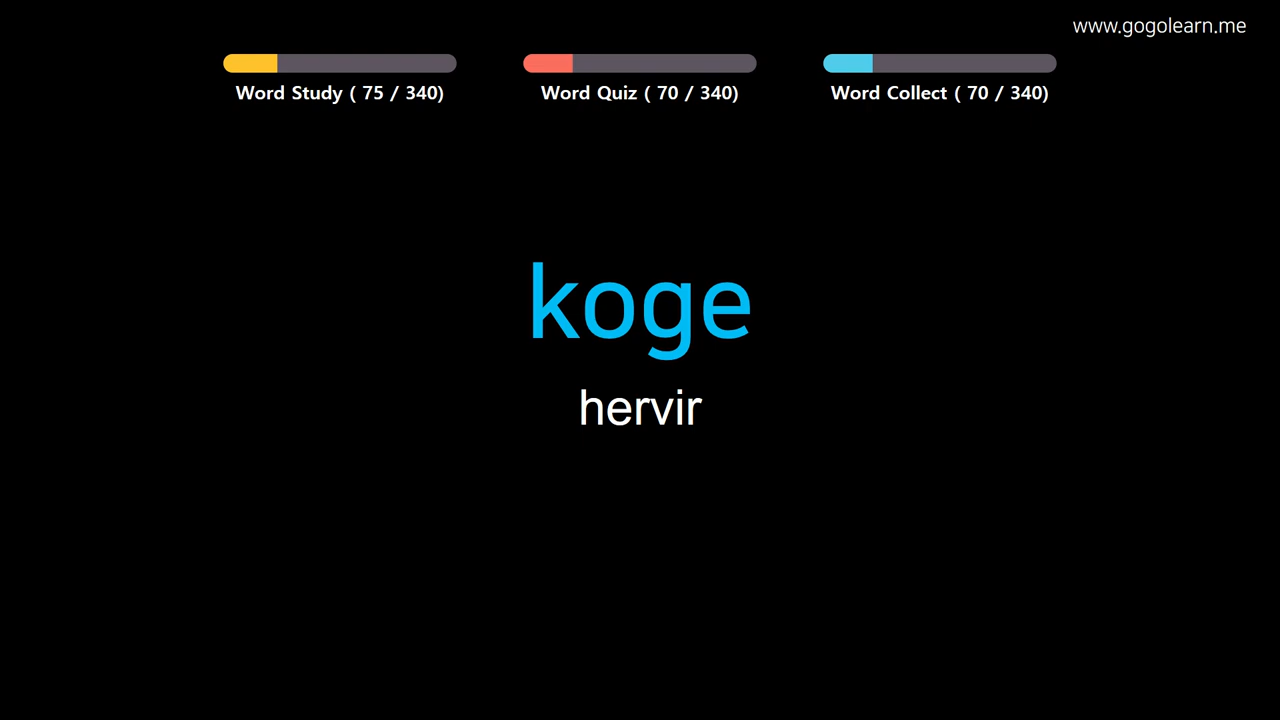 www.gogolearn.me
Word Study ( 75 / 340)
Word Quiz ( 70 / 340)
Word Collect ( 70 / 340)
koge
hervir